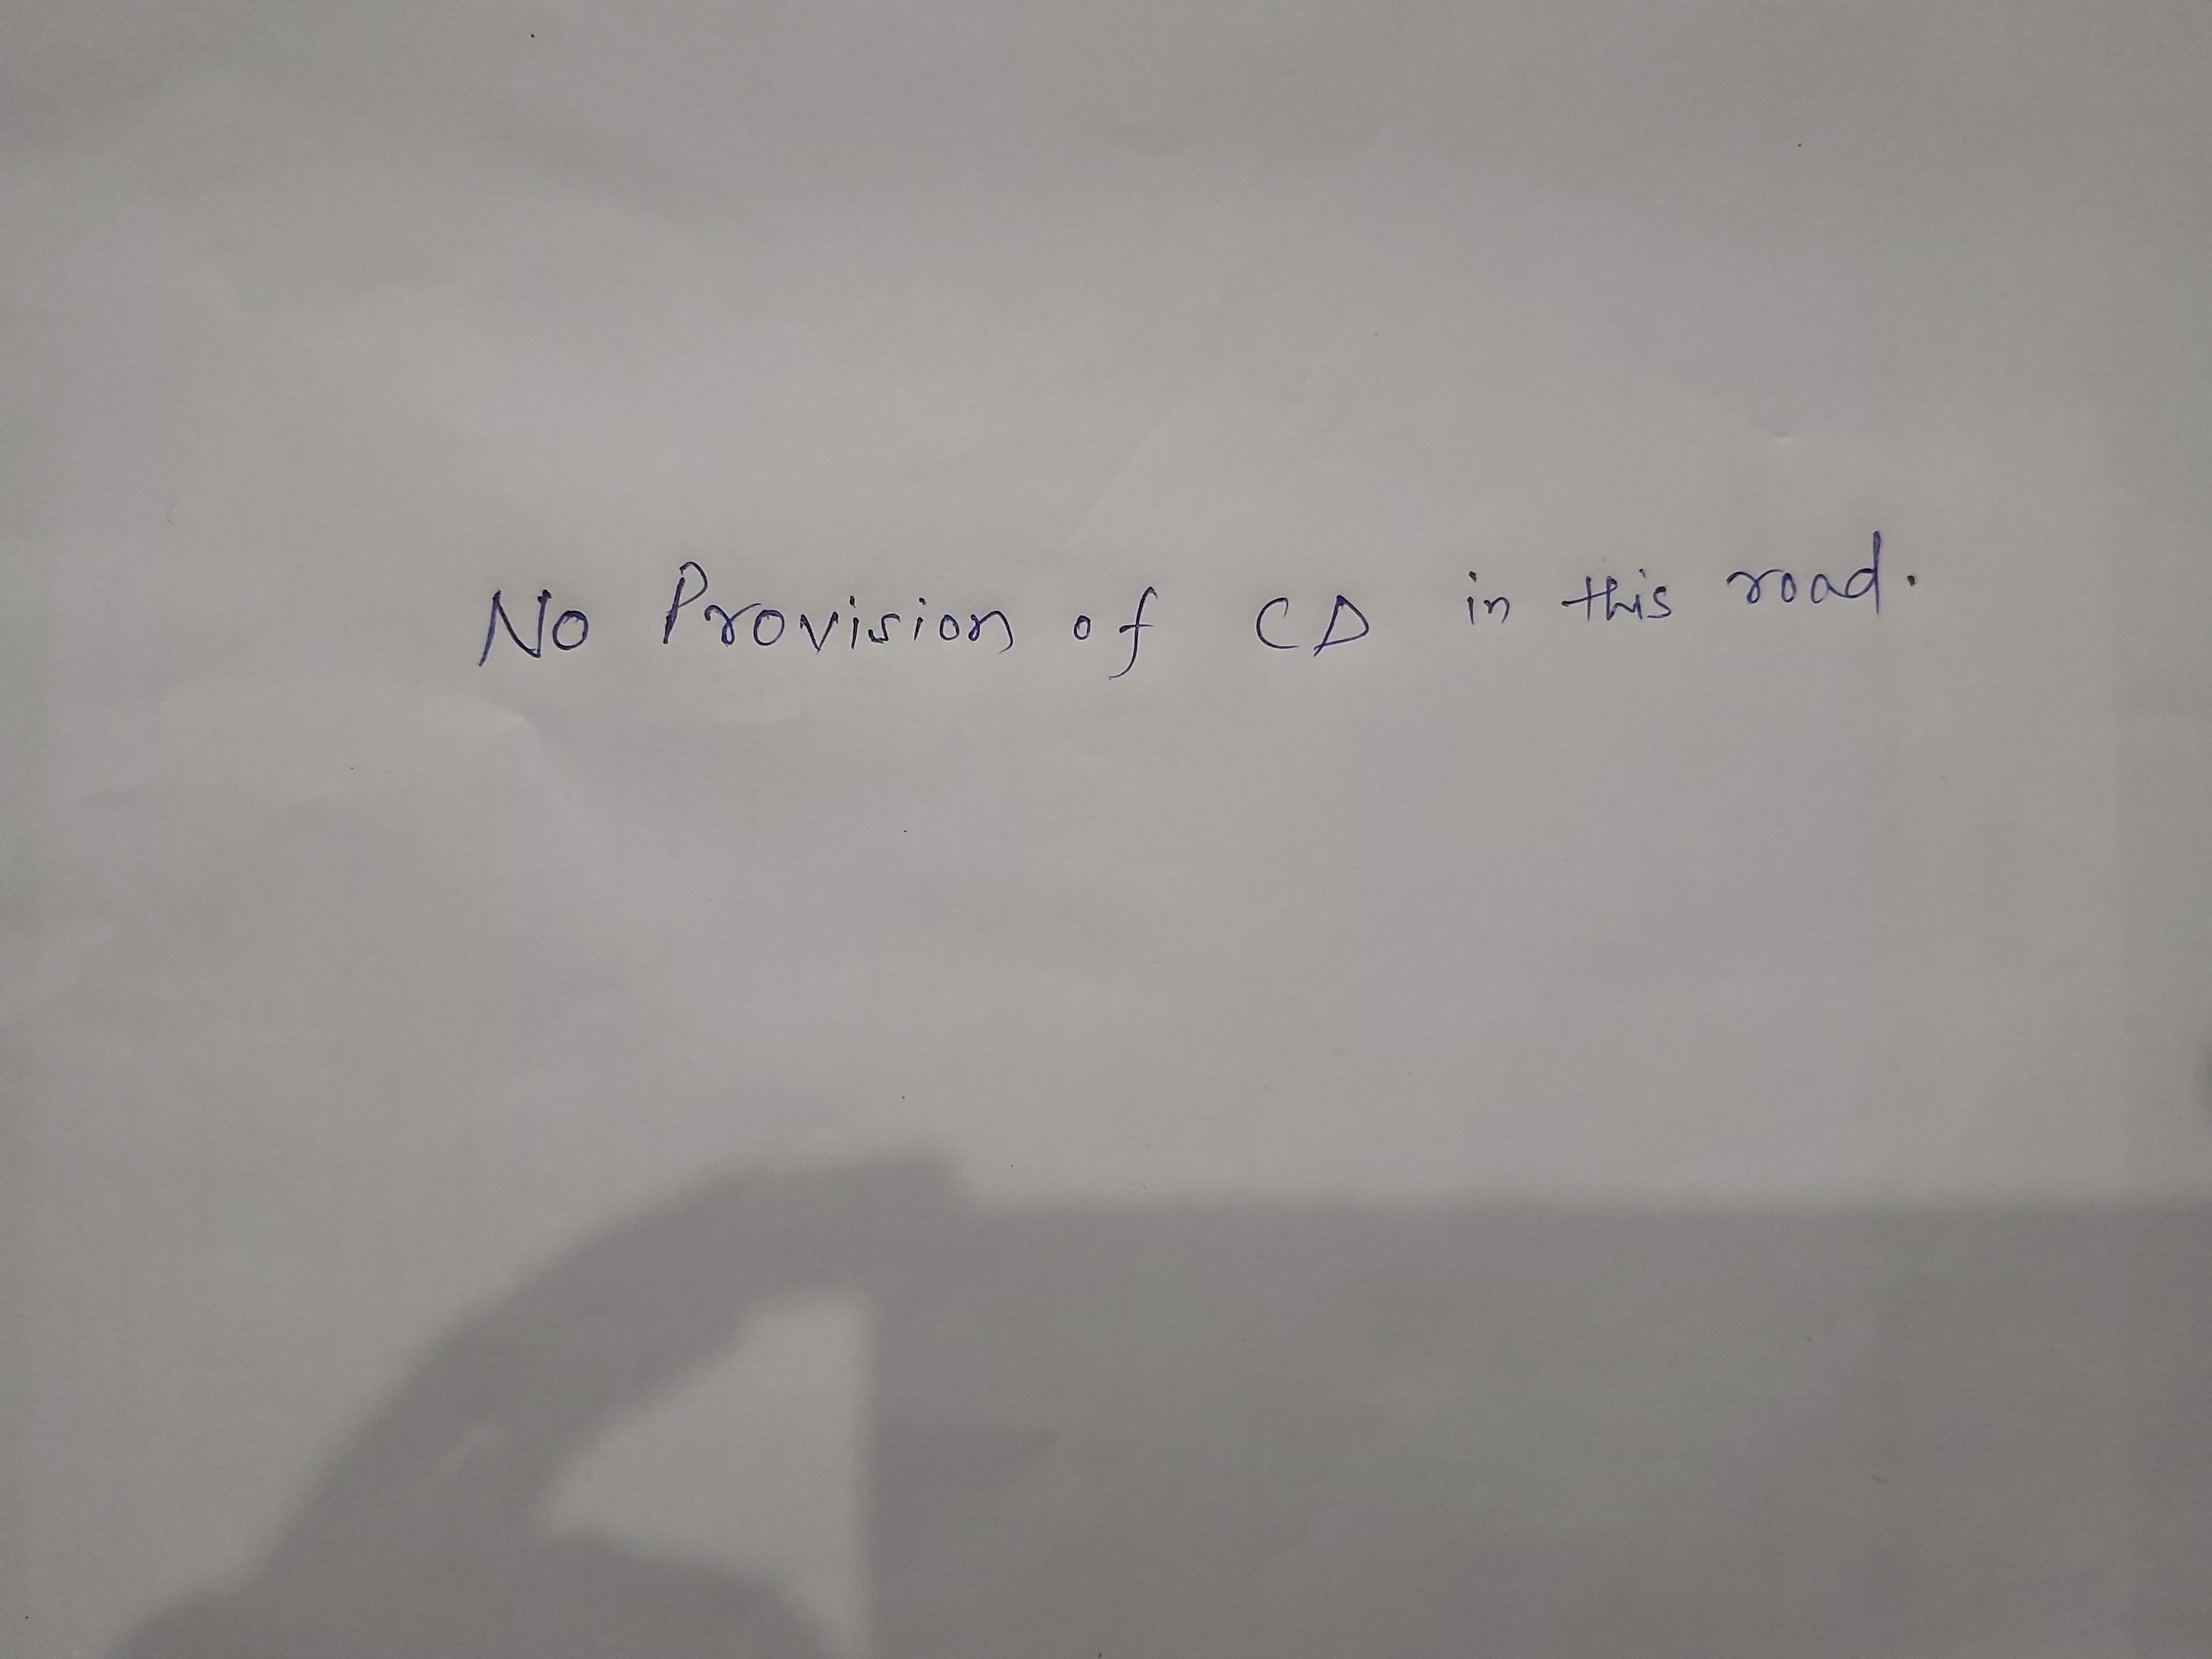 No Provision of CD in this road.